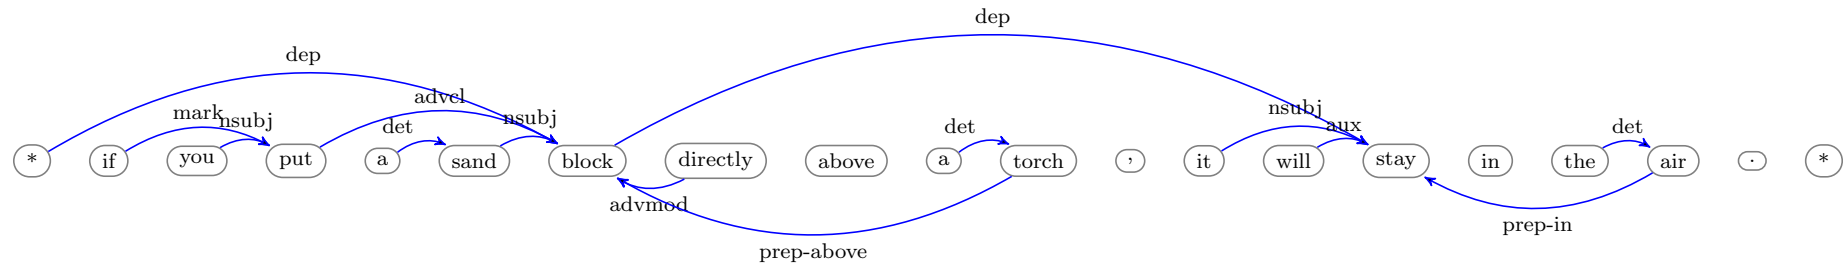 dep
dep
mark nsubj advcl nsubj nsubj aux
det det det
* if you put a sand block directly above a torch , it will stay in the air . *
advmod
prep-above prep-in